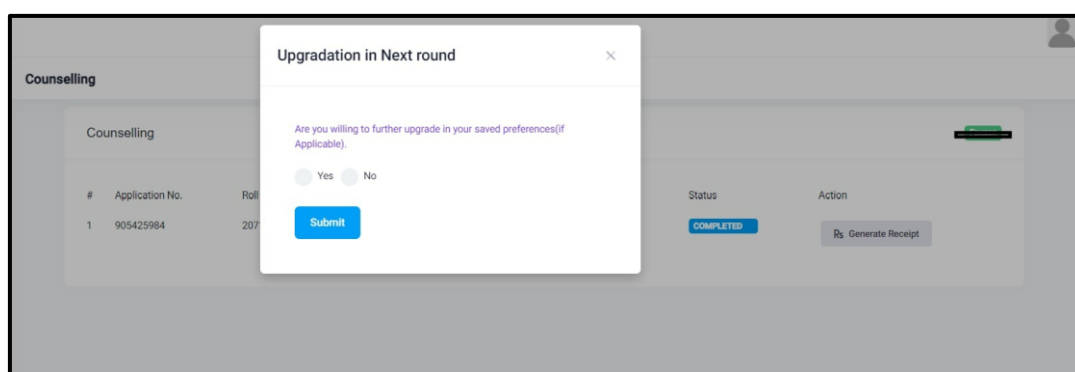 Upgradation in Next round
Counselling
Are you willing to further upgrade in your saved preferences(if
Applicable).
Yes No
Submit
Counselling
# Application No. Roll Status Action
1 905425984 207 COMPLETED Rs Generate Receipt